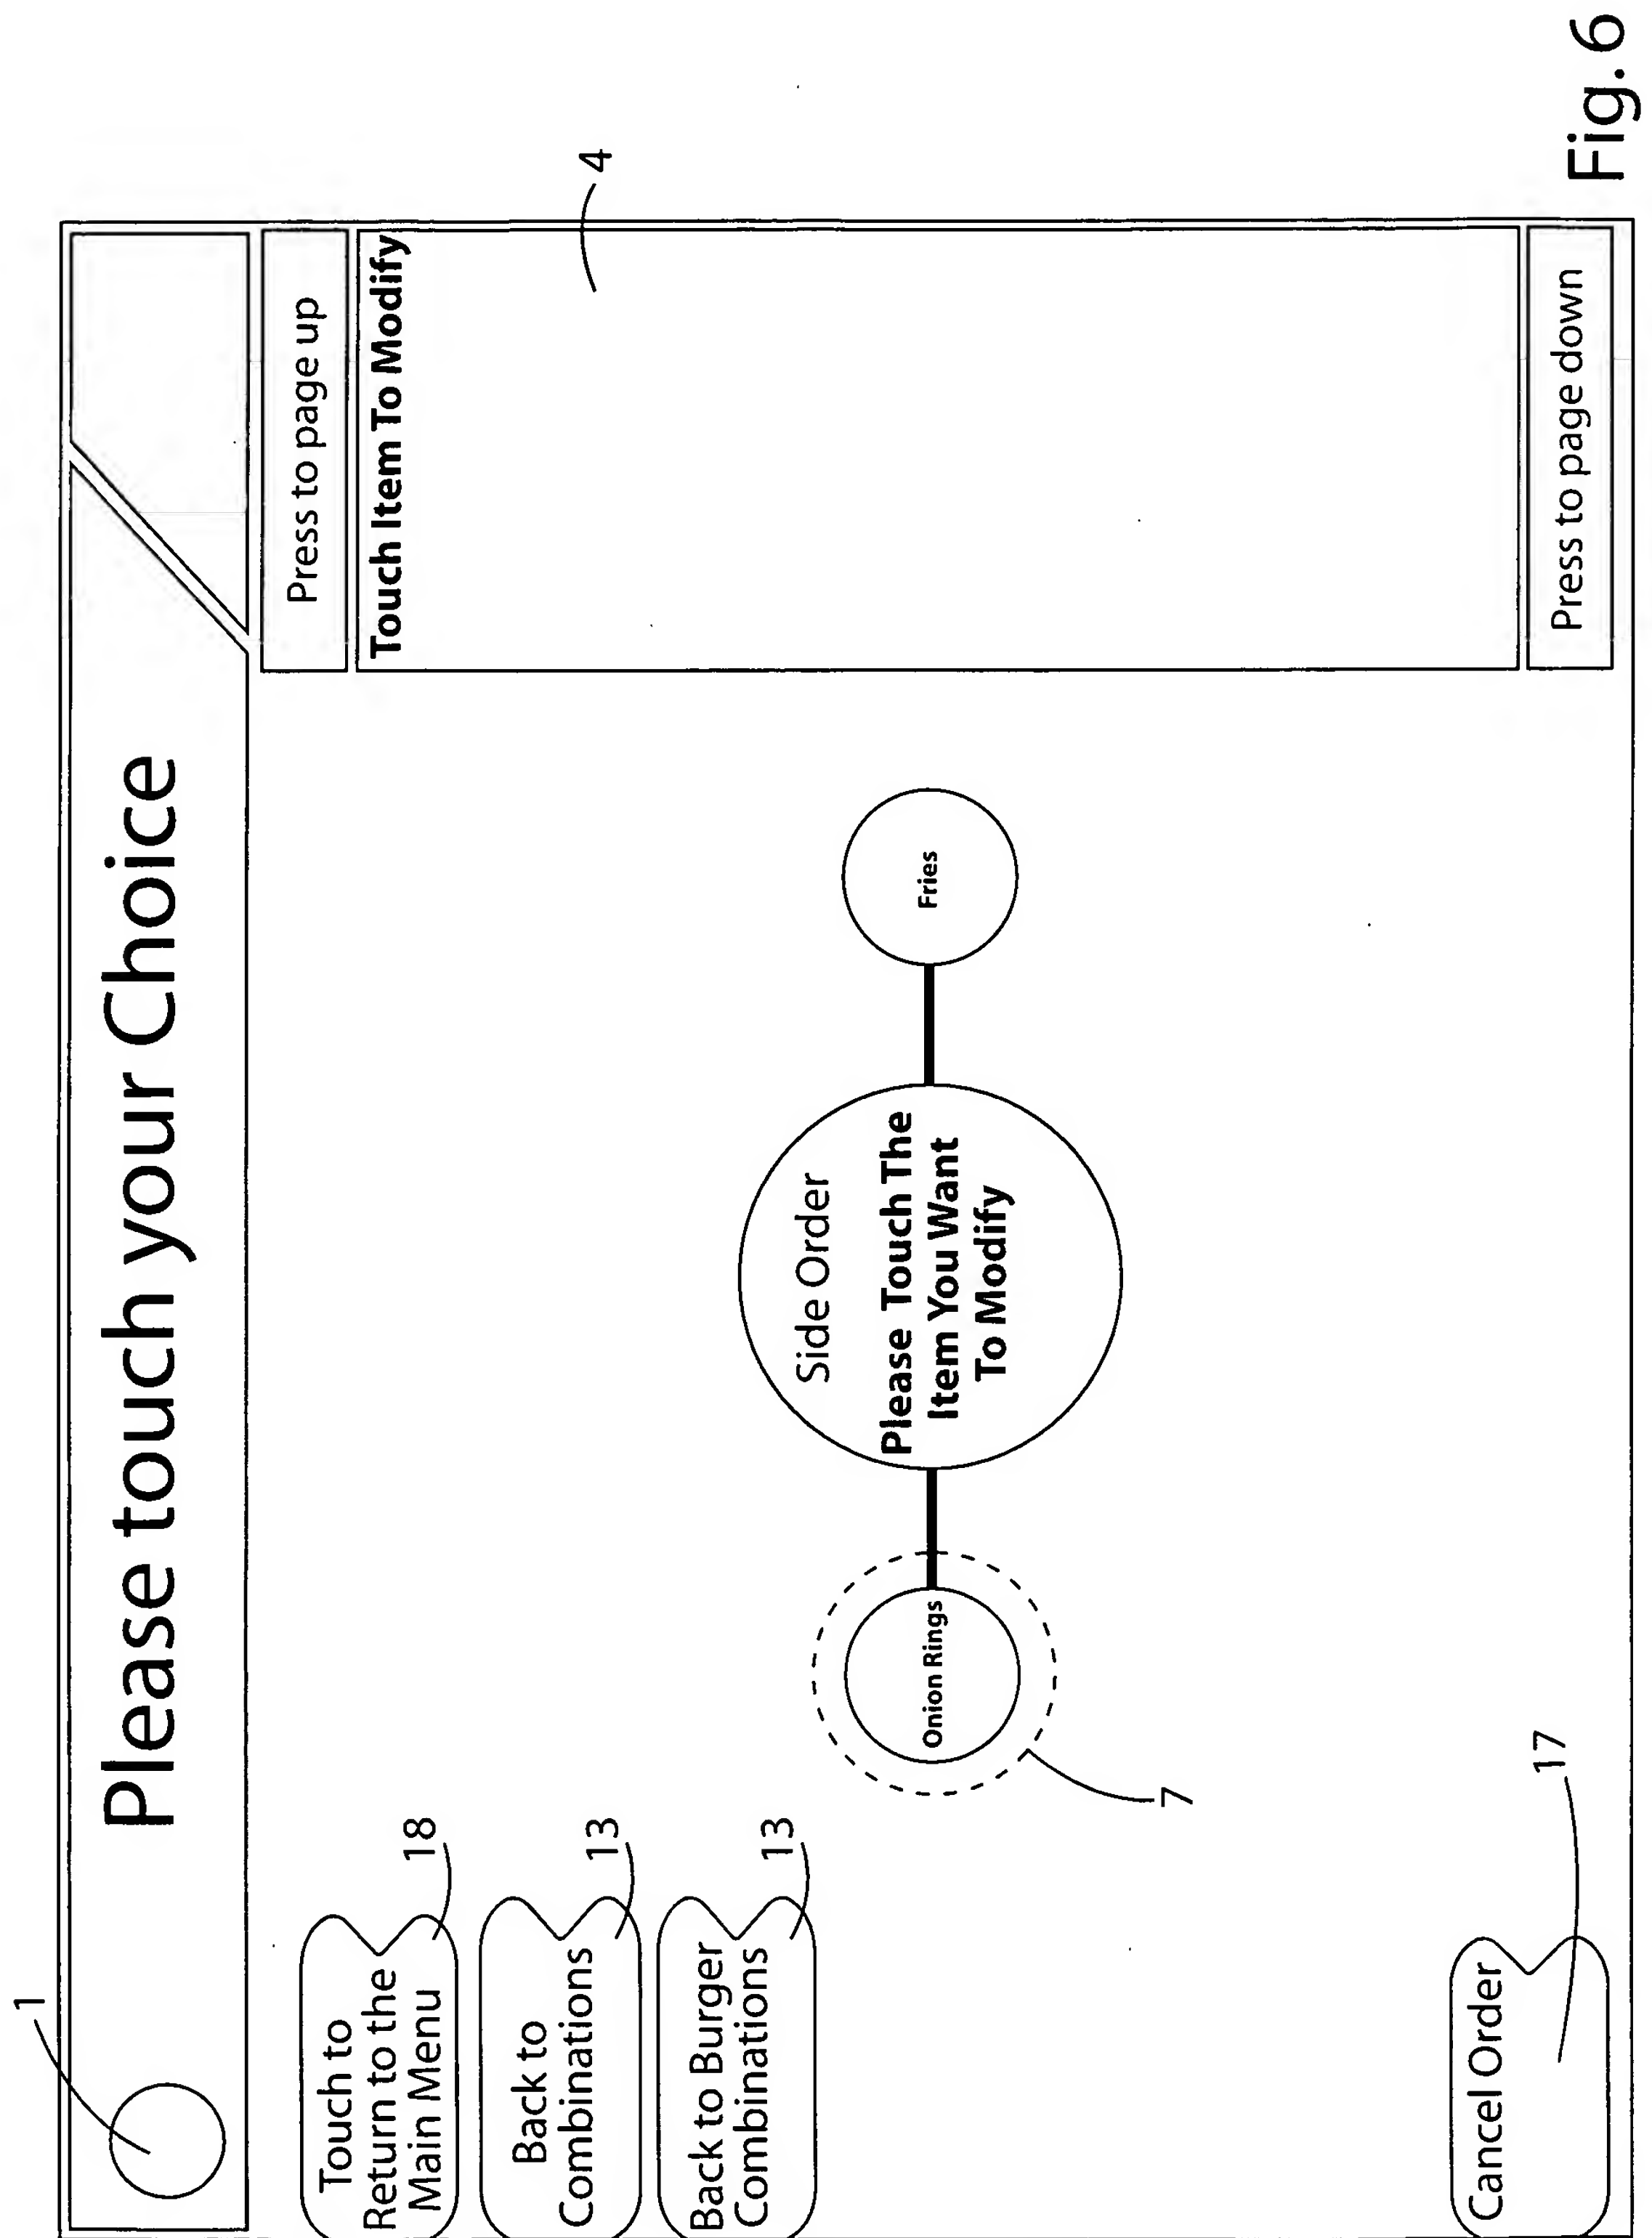 1
Please touch your Choice
Touch to
Return to the
Main Menu
18
Back to
Combinations
13
Back to Burger
Combinations
13
Cancel Order
17
Onion Rings
7
Side Order
Please Touch The
Item You Want
To Modify
Fries
Press to page up
Touch Item To Modify
4
Press to page down
Fig. 6